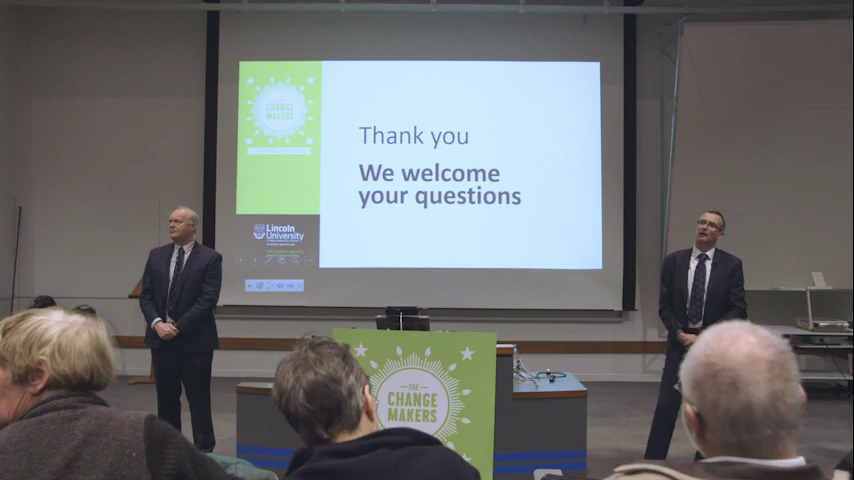 THE
CHANGE
MAKERS
Thank you
We welcome
your questions
Lincoln
University
THE
CHANGE
MAKERS